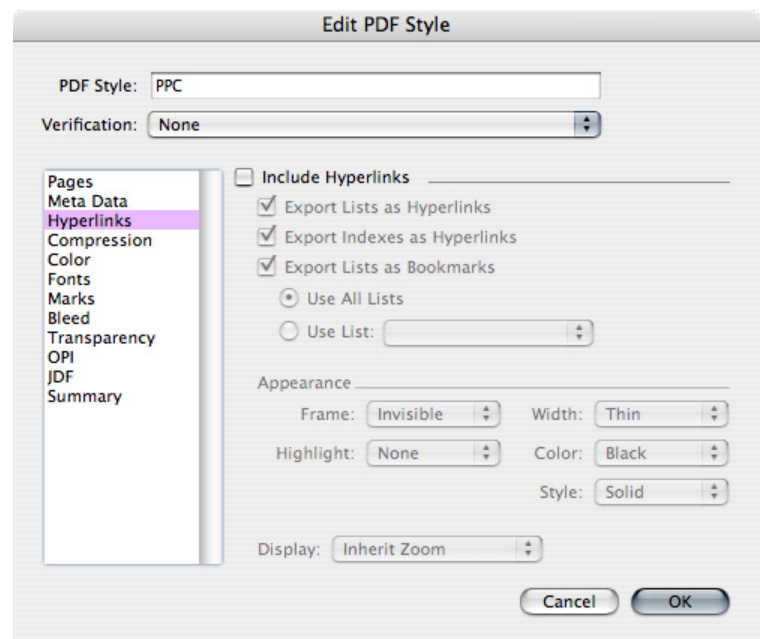 Edit PDF Style
PDF Style: PPC
Verification: None
Pages
Meta Data
Hyperlinks
Compression
Color
Fonts
Marks
Bleed
Transparency
OPI
JDF
Summary
Include Hyperlinks
Export Lists as Hyperlinks
Export Indexes as Hyperlinks
Export Lists as Bookmarks
Use All Lists
Use List:
Appearance
Frame: Invisible Width: Thin
Highlight: None Color: Black
Style: Solid
Display: Inherit Zoom
Cancel OK